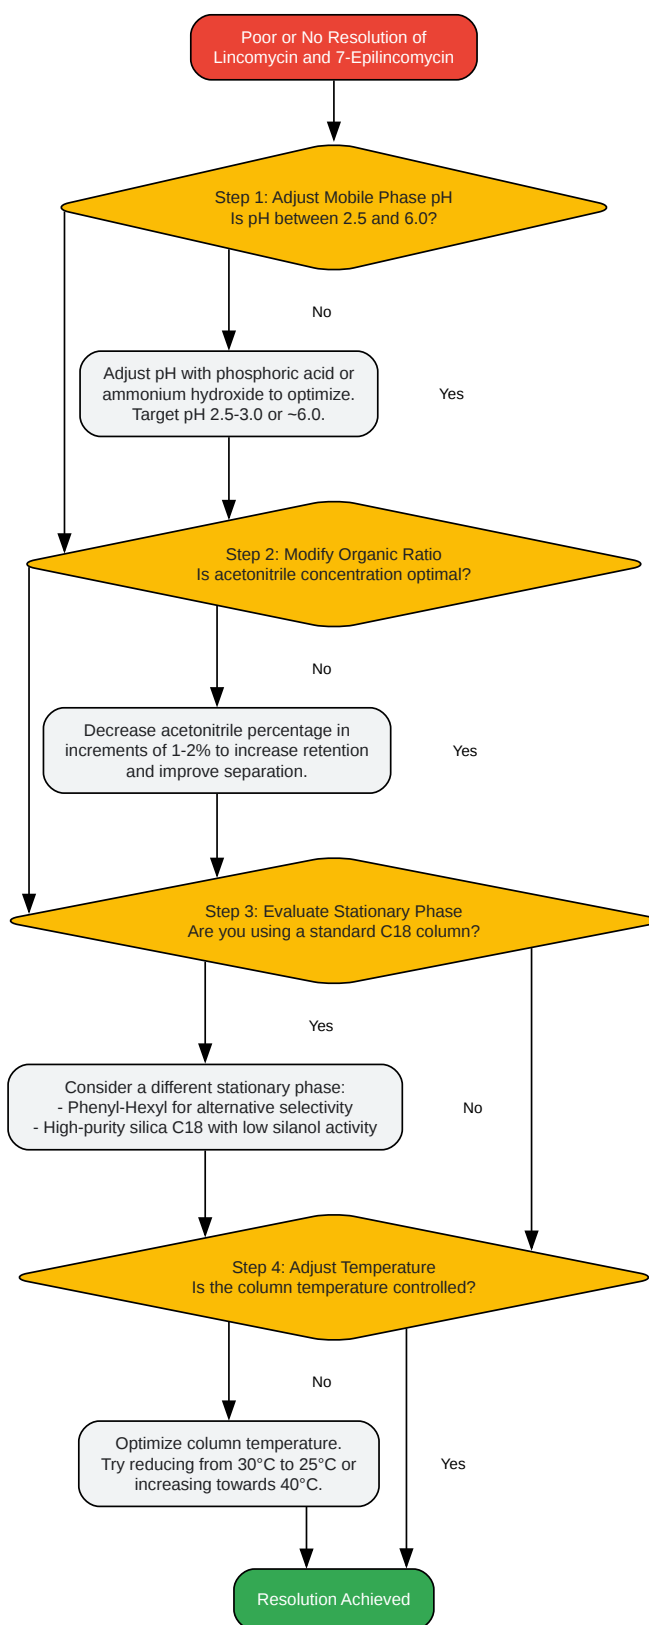 Poor or No Resolution of
Lincomycin and 7-Epilincomycin
Step 1: Adjust Mobile Phase pH
Is pH between 2.5 and 6.0?
No
Adjust pH with phosphoric acid or
ammonium hydroxide to optimize.
Target pH 2.5-3.0 or ~6.0.
Yes
Step 2: Modify Organic Ratio
Is acetonitrile concentration optimal?
No
Decrease acetonitrile percentage in
increments of 1-2% to increase retention
and improve separation.
Yes
Step 3: Evaluate Stationary Phase
Are you using a standard C18 column?
Yes
Consider a different stationary phase:
- Phenyl-Hexyl for alternative selectivity
- High-purity silica C18 with low silanol activity
No
Step 4: Adjust Temperature
Is the column temperature controlled?
No
Optimize column temperature.
Try reducing from 30°C to 25°C or
increasing towards 40°C.
Yes
Resolution Achieved